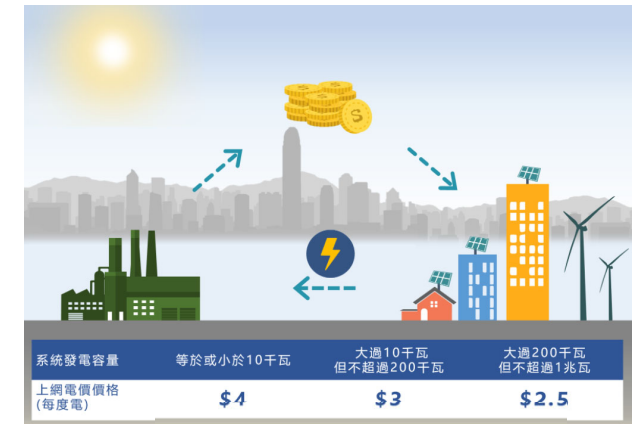 系統發電容量
等於或小於10千瓦
大過10千瓦
但不超過200千瓦
大過200千瓦
但不超過1兆瓦
上網電價價格
(每度電)
$4
$3
$2.5